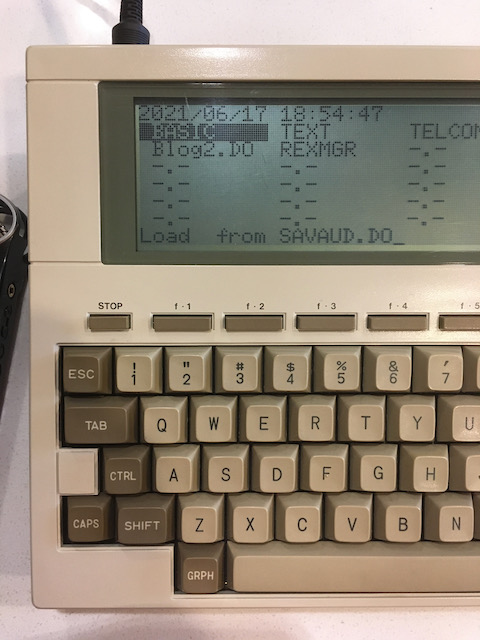 2021/06/17 18:54:47
BASIC TEXT TELCOM
Blog2.DO REXMGR -.-
-.- -.- -.-
-.- -.- -.-
-.- -.- -.-
-.- -.- -.-
Load from SAVAUD.DO_
STOP f·1 f·2 f·3 f·4 f·5
ESC ! 1 " 2 # 3 $ 4 % 5 & 6 ' 7
TAB Q W E R T Y U
CTRL A S D F G H
CAPS SHIFT Z X C V B N
GRPH